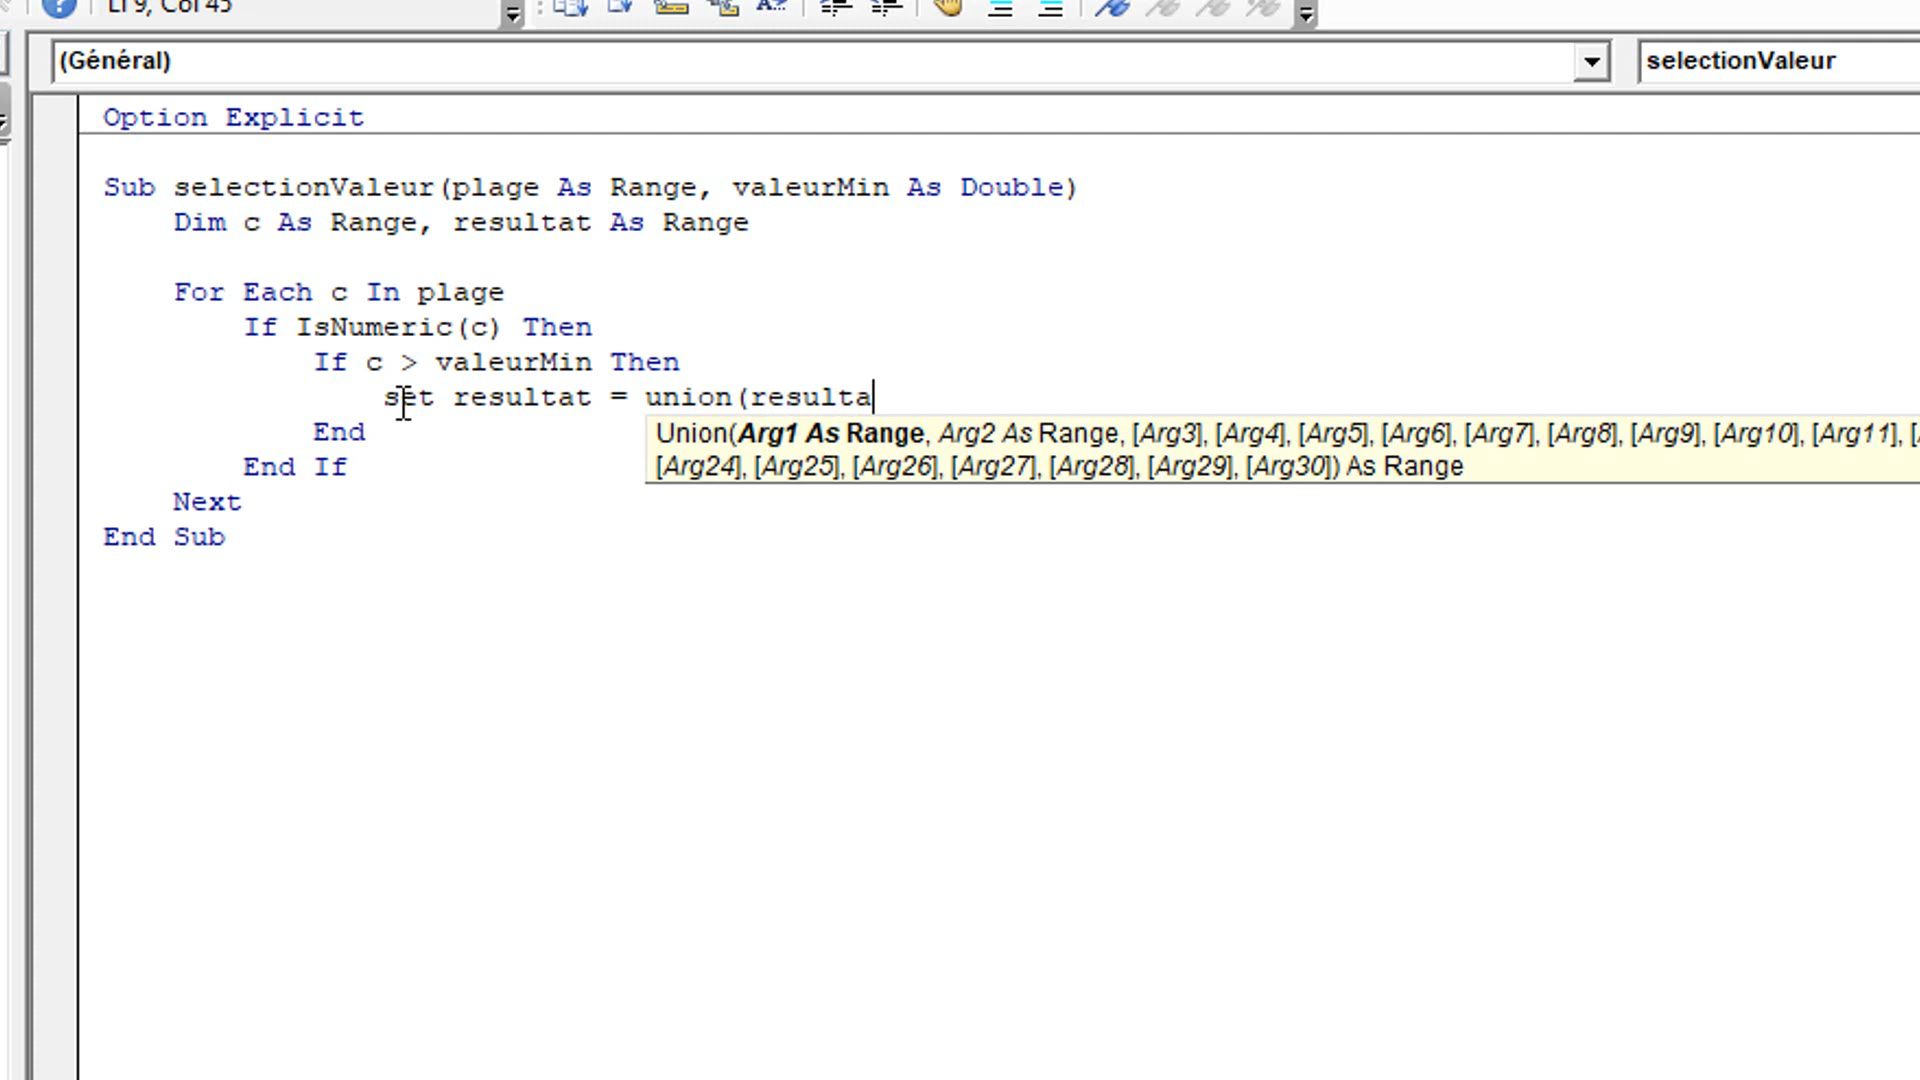 Li 9, Col 45
(Général)
selectionValeur
Option Explicit
Sub selectionValeur(plage As Range, valeurMin As Double)
Dim c As Range, resultat As Range
For Each c In plage
If IsNumeric(c) Then
If c > valeurMin Then
set resultat = union(resulta
End
Union(Arg1 As Range, Arg2 As Range, [Arg3], [Arg4], [Arg5], [Arg6], [Arg7], [Arg8], [Arg9], [Arg10], [Arg11], [
End If
[Arg24], [Arg25], [Arg26], [Arg27], [Arg28], [Arg29], [Arg30]) As Range
Next
End Sub